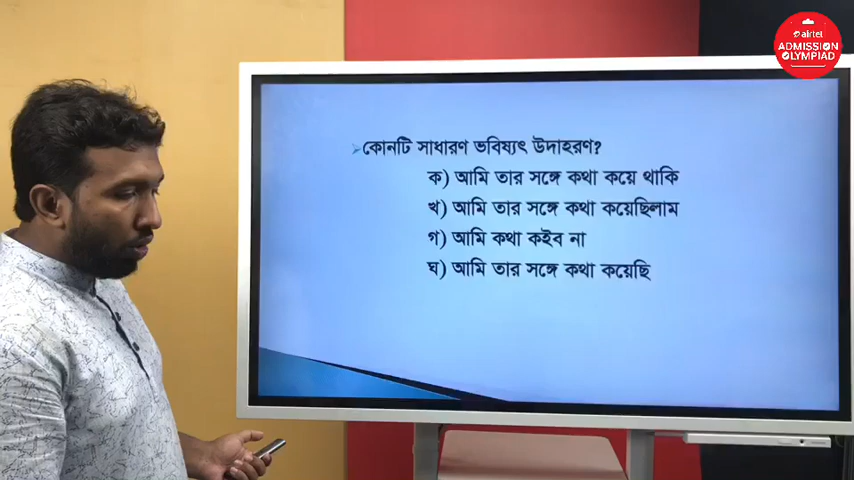 airtel
ADMISSION
OLYMPIAD
কোনটি সাধারণ ভবিষ্যৎ উদাহরণ?
ক) আমি তার সঙ্গে কথা কয়ে থাকি
খ) আমি তার সঙ্গে কথা কয়েছিলাম
গ) আমি কথা কইব না
ঘ) আমি তার সঙ্গে কথা কয়েছি